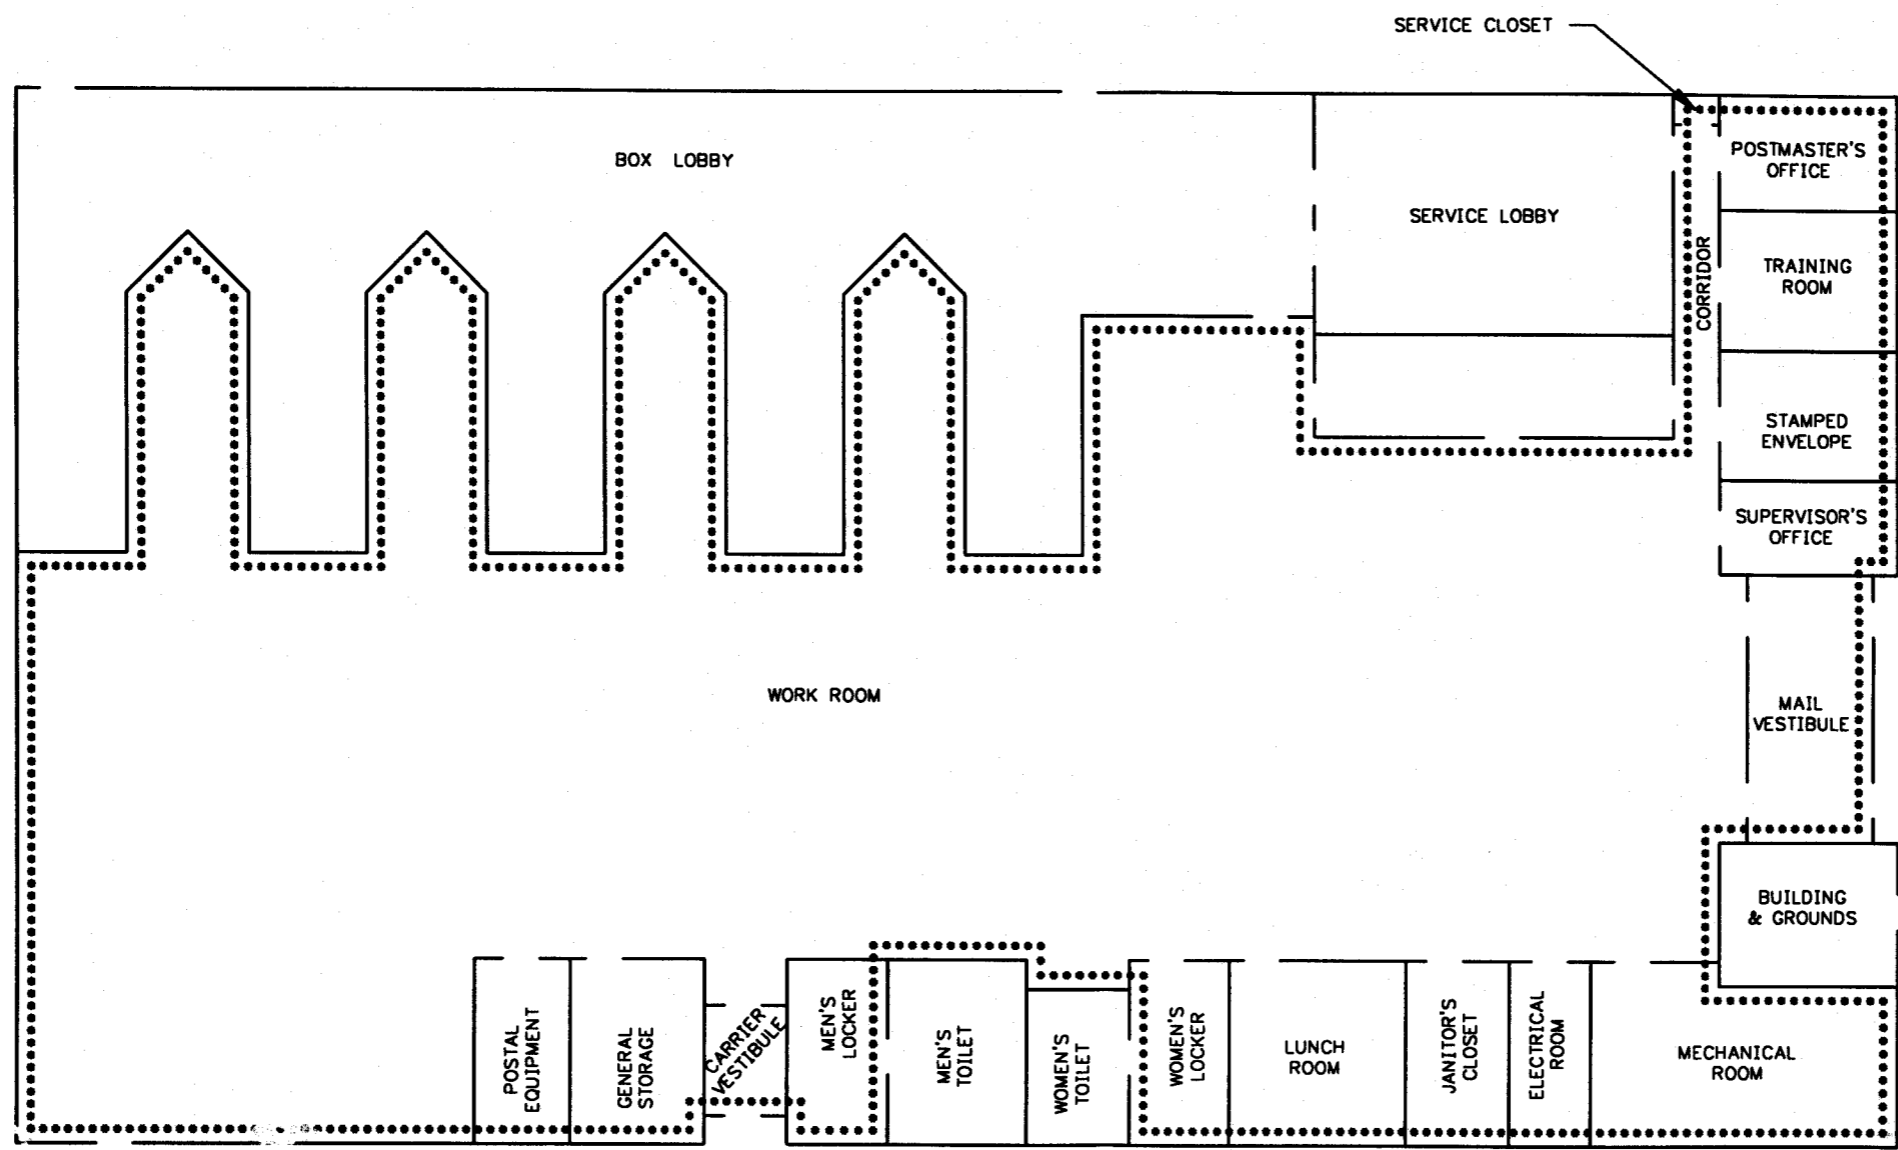 SERVICE CLOSET
BOX LOBBY
SERVICE LOBBY
CORRIDOR
POSTMASTER'S
OFFICE
TRAINING
ROOM
STAMPED
ENVELOPE
SUPERVISOR'S
OFFICE
WORK ROOM
MAIL
VESTIBULE
BUILDING
& GROUNDS
POSTAL
EQUIPMENT
GENERAL
STORAGE
CARRIER
VESTIBULE
MEN'S
LOCKER
MEN'S
TOILET
WOMEN'S
TOILET
WOMEN'S
LOCKER
LUNCH
ROOM
JANITOR'S
CLOSET
ELECTRICAL
ROOM
MECHANICAL
ROOM